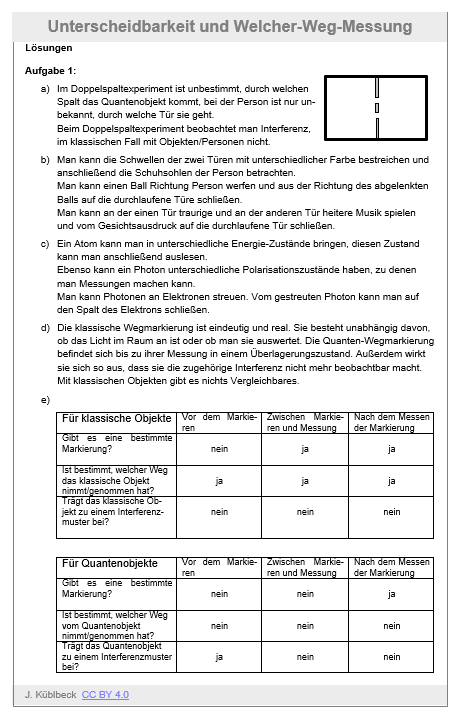 Unterscheidbarkeit und Welcher-Weg-Messung
Lösungen
Aufgabe 1:
a) Im Doppelspaltexperiment ist unbestimmt, durch welchen
Spalt das Quantenobjekt kommt, bei der Person ist nur un-
bekannt, durch welche Tür sie geht.
Beim Doppelspaltexperiment beobachtet man Interferenz,
im klassischen Fall mit Objekten/Personen nicht.
b) Man kann die Schwellen der zwei Türen mit unterschiedlicher Farbe bestreichen und
anschließend die Schuhsohlen der Person betrachten.
Man kann einen Ball Richtung Person werfen und aus der Richtung des abgelenkten
Balls auf die durchlaufene Türe schließen.
Man kann an der einen Tür traurige und an der anderen Tür heitere Musik spielen
und vom Gesichtsausdruck auf die durchlaufene Tür schließen.
c) Ein Atom kann man in unterschiedliche Energie-Zustände bringen, diesen Zustand
kann man anschließend auslesen.
Ebenso kann ein Photon unterschiedliche Polarisationszustände haben, zu denen
man Messungen machen kann.
Man kann Photonen an Elektronen streuen. Vom gestreuten Photon kann man auf
den Spalt des Elektrons schließen.
d) Die klassische Wegmarkierung ist eindeutig und real. Sie besteht unabhängig davon,
ob das Licht im Raum an ist oder ob man sie auswertet. Die Quanten-Wegmarkierung
befindet sich bis zu ihrer Messung in einem Überlagerungszustand. Außerdem wirkt
sie sich so aus, dass sie die zugehörige Interferenz nicht mehr beobachtbar macht.
Mit klassischen Objekten gibt es nichts Vergleichbares.
e)
Für klassische Objekte Vor dem Markie- Zwischen Markie- Nach dem Messen
ren ren und Messung der Markierung
Gibt es eine bestimmte
Markierung? nein ja ja
Ist bestimmt, welcher Weg
das klassische Objekt ja ja ja
nimmt/genommen hat?
Trägt das klassische Ob-
jekt zu einem Interferenz- nein nein nein
muster bei?
Für Quantenobjekte Vor dem Markie- Zwischen Markie- Nach dem Messen
ren ren und Messung der Markierung
Gibt es eine bestimmte
Markierung? nein nein ja
Ist bestimmt, welcher Weg
vom Quantenobjekt nein nein nein
nimmt/genommen hat?
Trägt das Quantenobjekt
zu einem Interferenzmuster ja nein nein
bei?
J. Küblbeck CC BY 4.0